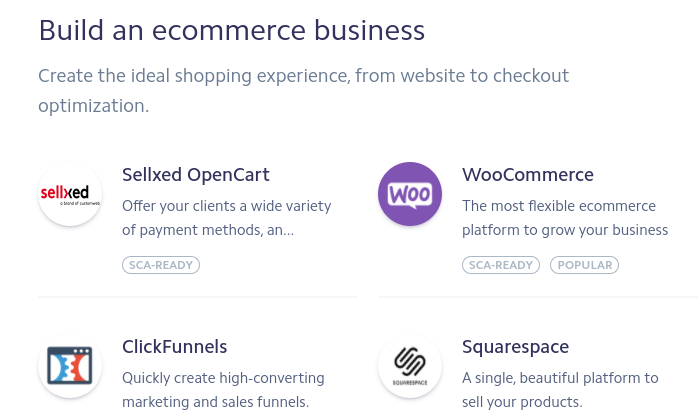 Build an ecommerce business
Create the ideal shopping experience, from website to checkout
optimization.
sellxed
a brand of customweb
Sellxed OpenCart
Offer your clients a wide variety
of payment methods, an...
SCA-READY
Woo
WooCommerce
The most flexible ecommerce
platform to grow your business
SCA-READY POPULAR
ClickFunnels
Quickly create high-converting
marketing and sales funnels.
SQUARESPACE
Squarespace
A single, beautiful platform to
sell your products.